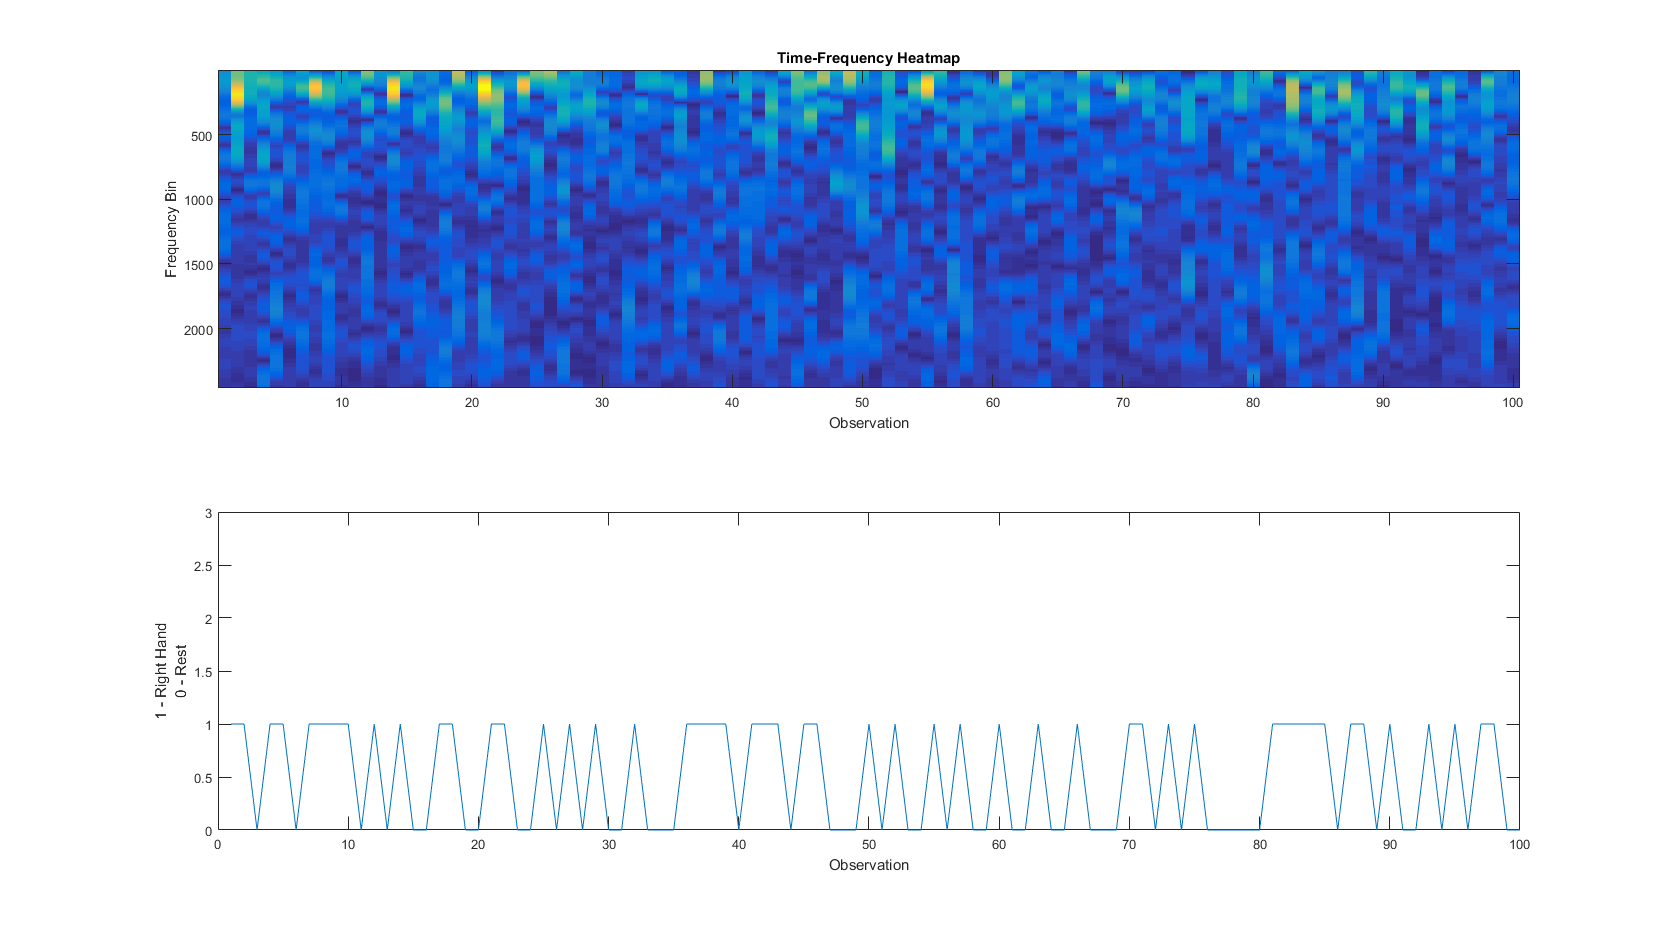 Time-Frequency Heatmap
Frequency Bin
500
1000
1500
2000
10 20 30 40 50 60 70 80 90 100
Observation
1 - Right Hand
0 - Rest
3
2.5
2
1.5
1
0.5
0
0 10 20 30 40 50 60 70 80 90 100
Observation